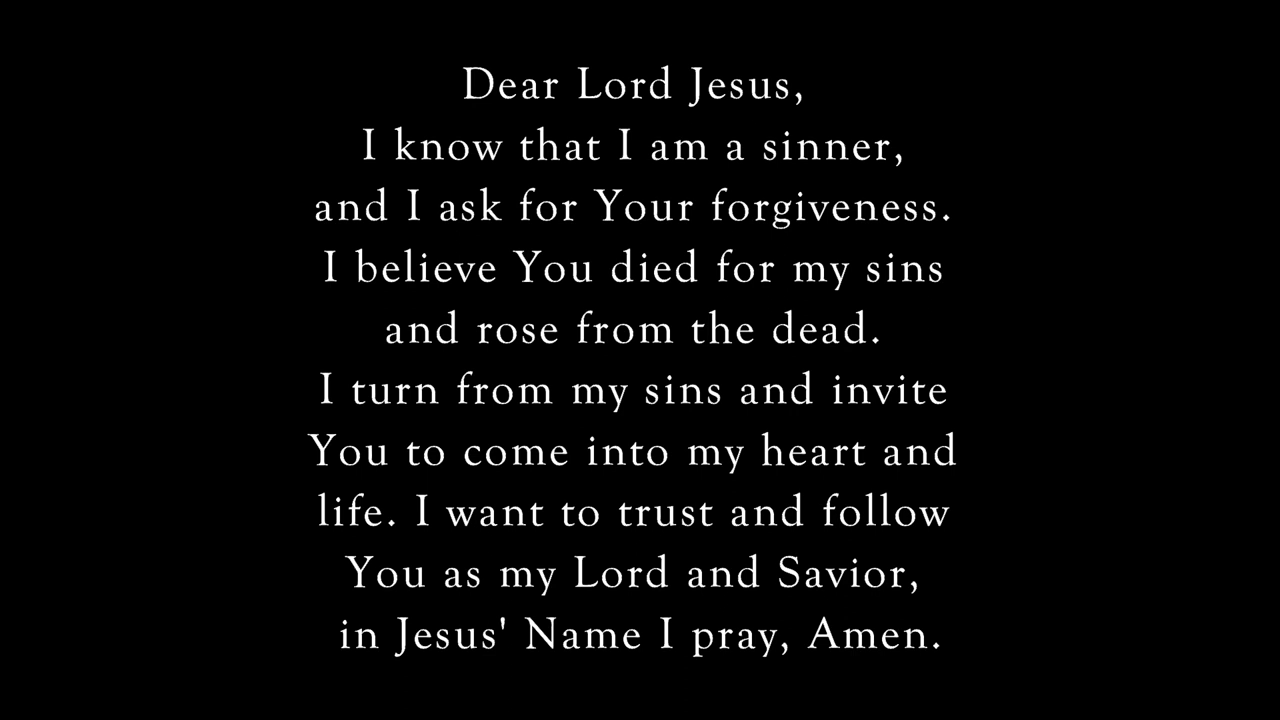 Dear Lord Jesus,
I know that I am a sinner,
and I ask for Your forgiveness.
I believe You died for my sins
and rose from the dead.
I turn from my sins and invite
You to come into my heart and
life. I want to trust and follow
You as my Lord and Savior,
in Jesus' Name I pray, Amen.